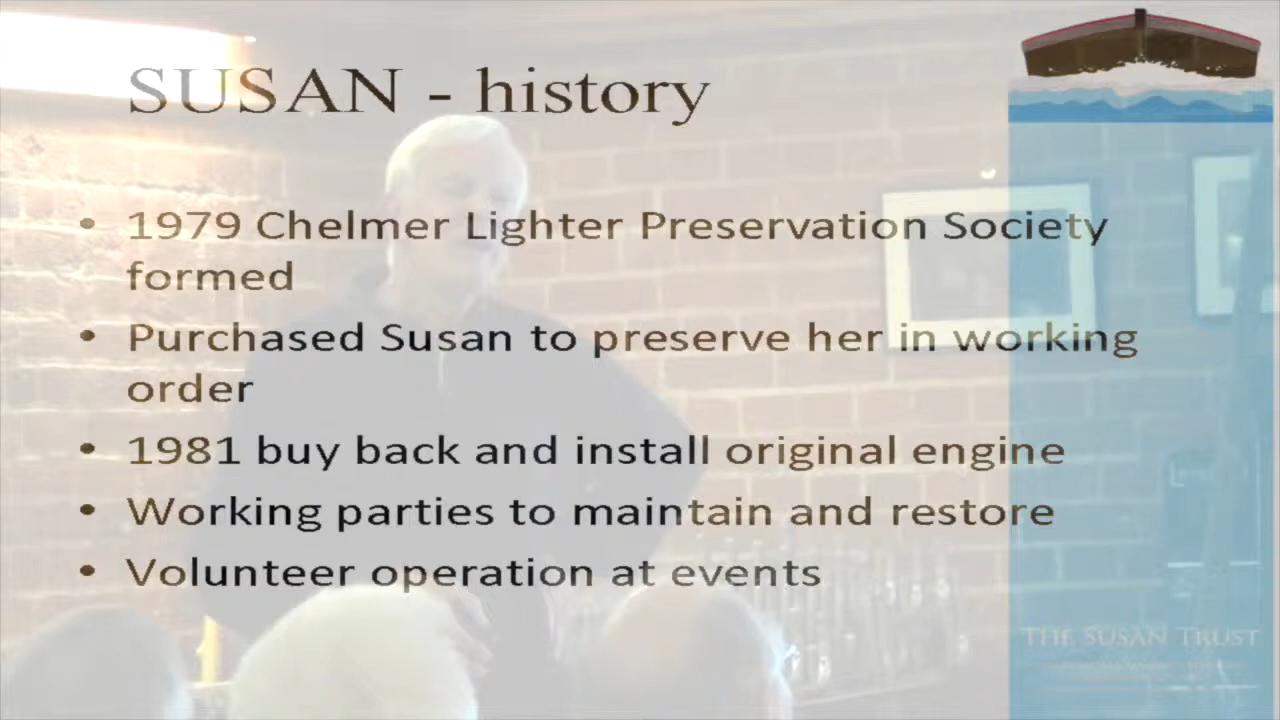 SUSAN - history
• 1979 Chelmer Lighter Preservation Society
formed
• Purchased Susan to preserve her in working
order
• 1981 buy back and install original engine
• Working parties to maintain and restore
• Volunteer operation at events
THE SUSAN TRUST